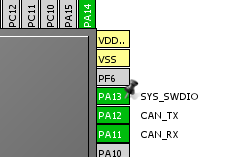 PC12
PC11
PC10
PA15
PA14
VDD..
VSS
PF6
PA13 SYS_SWDIO
PA12 CAN_TX
PA11 CAN_RX
PA10